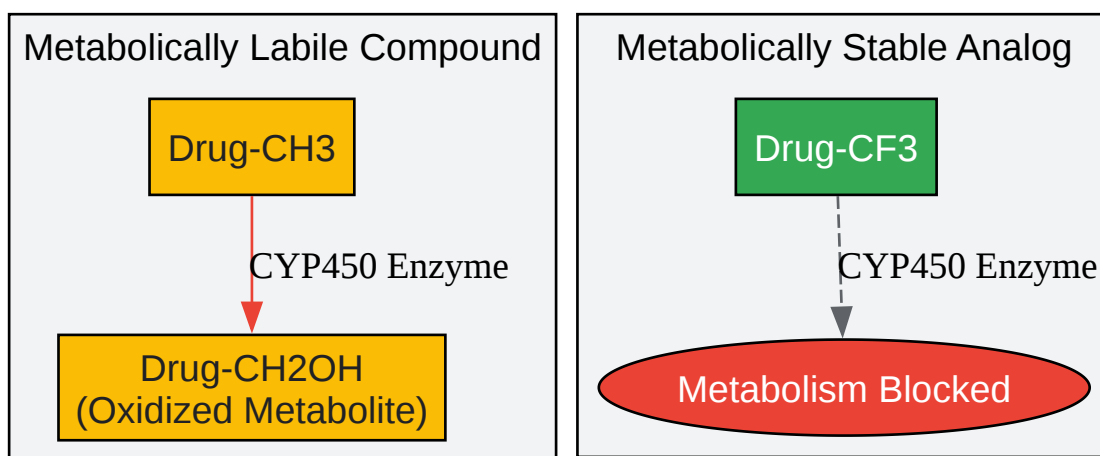 Metabolically Labile Compound
Drug-CH3
CYP450 Enzyme
Drug-CH2OH
(Oxidized Metabolite)
Metabolically Stable Analog
Drug-CF3
CYP450 Enzyme
Metabolism Blocked